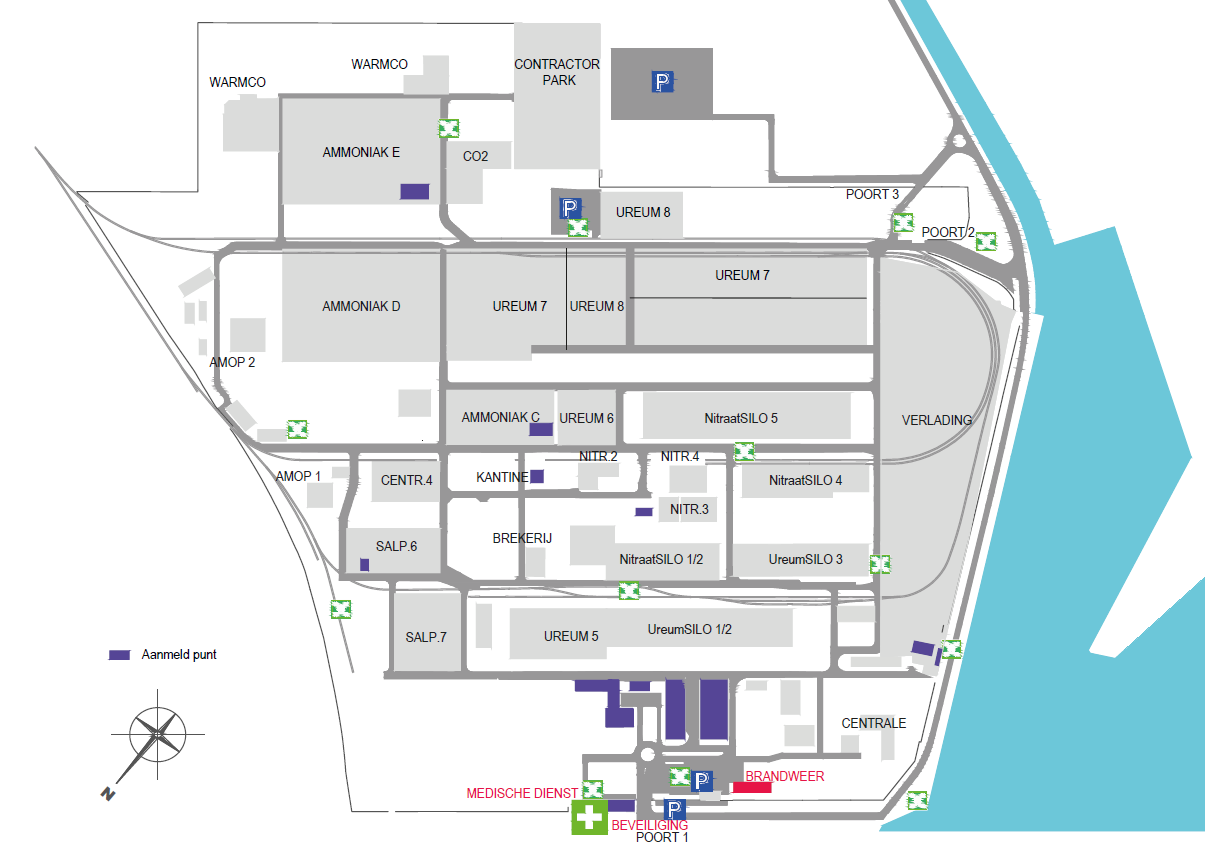 WARMCO
CONTRACTOR
PARK
P
WARMCO
AMMONIAK E
CO2
POORT 3
P
UREUM 8
POORT 2
UREUM 7
AMMONIAK D
UREUM 7
UREUM 8
AMOP 2
AMMONIAK C
UREUM 6
NitraatSILO 5
VERLADING
NITR.2
NITR.4
AMOP 1
CENTR.4
KANTINE
NitraatSILO 4
NITR.3
BREKERIJ
SALP.6
NitraatSILO 1/2
UreumSILO 3
SALP.7
UREUM 5
UreumSILO 1/2
Aanmeld punt
CENTRALE
N
P
BRANDWEER
MEDISCHE DIENST
P
BEVEILIGING
POORT 1